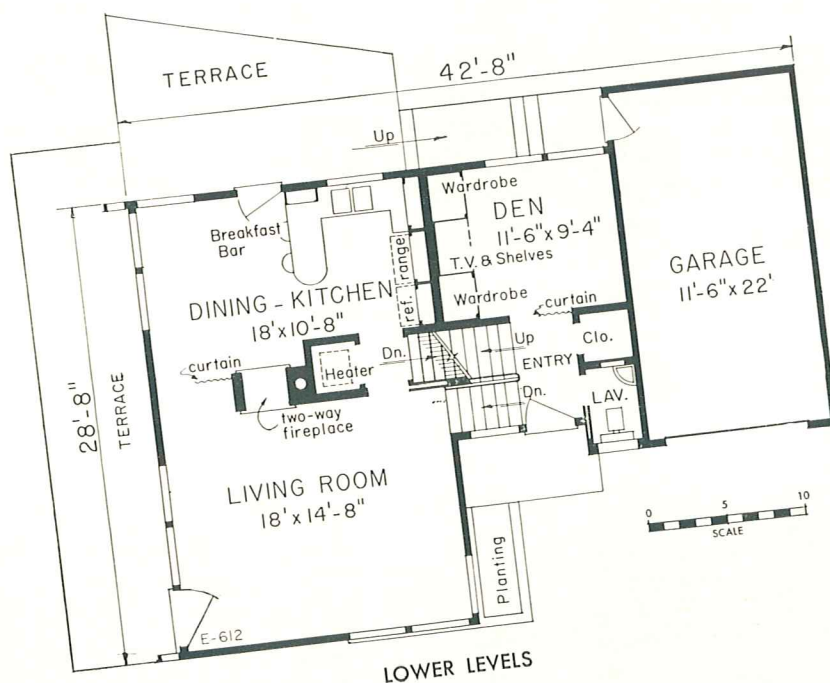 TERRACE
42'-8"
Up
Wardrobe
DEN
11'-6" x 9'-4"
T.V. & Shelves
Wardrobe
curtain
GARAGE
11'-6" x 22'
Breakfast
Bar
range
ref.
DINING - KITCHEN
18' x 10'-8"
curtain
Heater
Dn.
Up
ENTRY
Clo.
Dn.
LAV.
two-way
fireplace
28'-8"
TERRACE
LIVING ROOM
18' x 14'-8"
Planting
0 5 10
SCALE
E-612
LOWER LEVELS